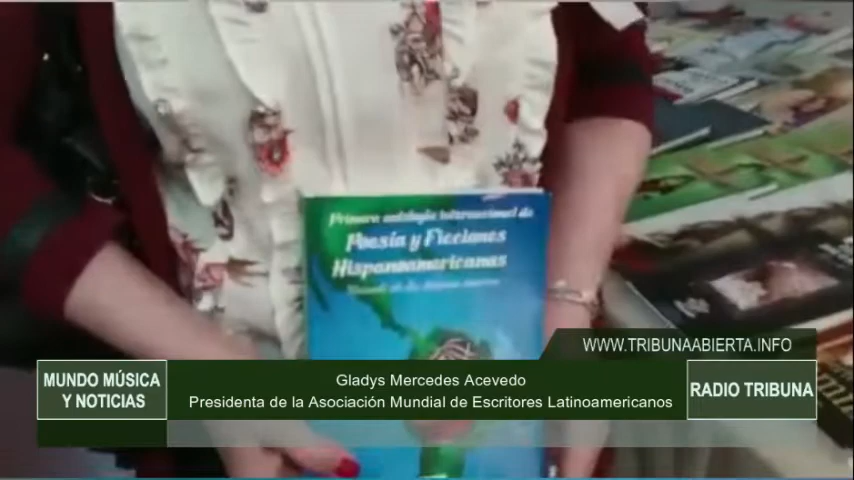 Primera antología internacional de
Poesía y Ficciones
Hispanoamericanas
WWW.TRIBUNAABIERTA.INFO
MUNDO MÚSICA
Y NOTICIAS
Gladys Mercedes Acevedo
Presidenta de la Asociación Mundial de Escritores Latinoamericanos
RADIO TRIBUNA